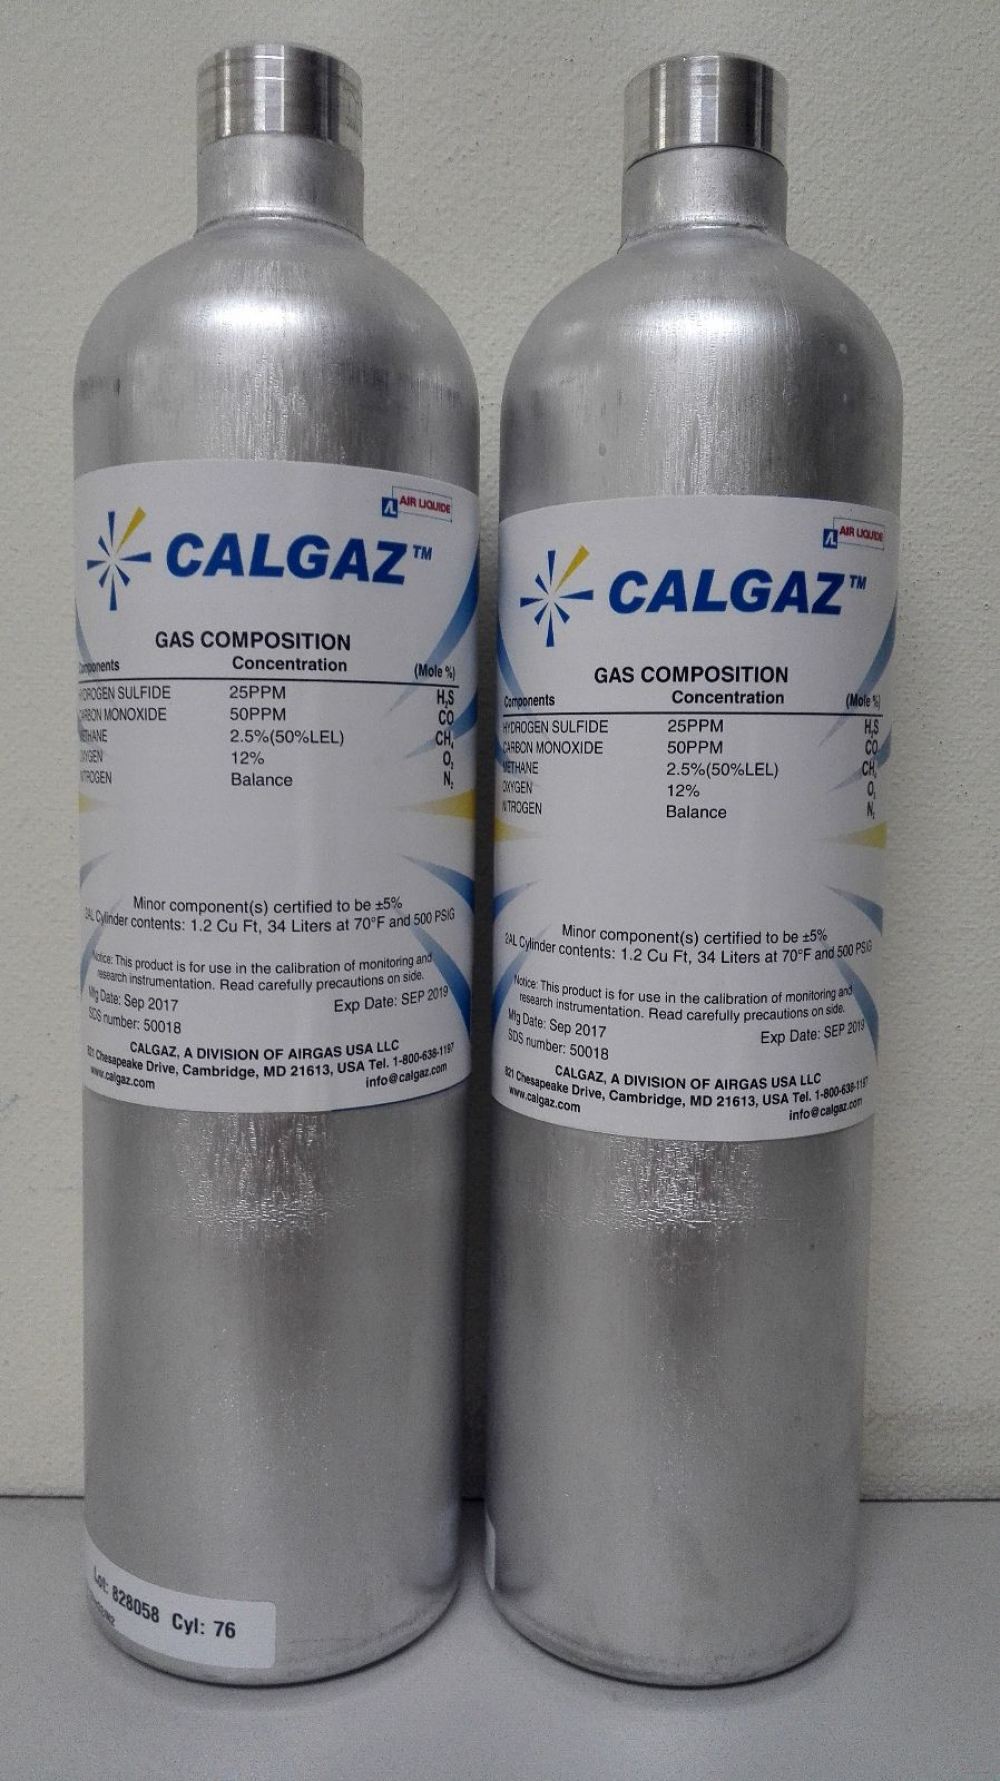 AIR LIQUIDE
CALGAZ™
GAS COMPOSITION
Components Concentration (Mole %)
HYDROGEN SULFIDE 25PPM H₂S
CARBON MONOXIDE 50PPM CO
METHANE 2.5%(50%LEL) CH₄
OXYGEN 12% O₂
NITROGEN Balance N₂
Minor component(s) certified to be ±5%
2AL Cylinder contents: 1.2 Cu Ft, 34 Liters at 70°F and 500 PSIG
Notice: This product is for use in the calibration of monitoring and
research instrumentation. Read carefully precautions on side.
Mfg Date: Sep 2017 Exp Date: SEP 2019
SDS number: 50018
CALGAZ, A DIVISION OF AIRGAS USA LLC
821 Chesapeake Drive, Cambridge, MD 21613, USA Tel. 1-800-638-1197
www.calgaz.com info@calgaz.com
Lot: 828058 Cyl: 76
AIR LIQUIDE
CALGAZ™
GAS COMPOSITION
Components Concentration (Mole %)
HYDROGEN SULFIDE 25PPM H₂S
CARBON MONOXIDE 50PPM CO
METHANE 2.5%(50%LEL) CH₄
OXYGEN 12% O₂
NITROGEN Balance N₂
Minor component(s) certified to be ±5%
2AL Cylinder contents: 1.2 Cu Ft, 34 Liters at 70°F and 500 PSIG
Notice: This product is for use in the calibration of monitoring and
research instrumentation. Read carefully precautions on side.
Mfg Date: Sep 2017 Exp Date: SEP 2019
SDS number: 50018
CALGAZ, A DIVISION OF AIRGAS USA LLC
821 Chesapeake Drive, Cambridge, MD 21613, USA Tel. 1-800-638-1197
www.calgaz.com info@calgaz.com